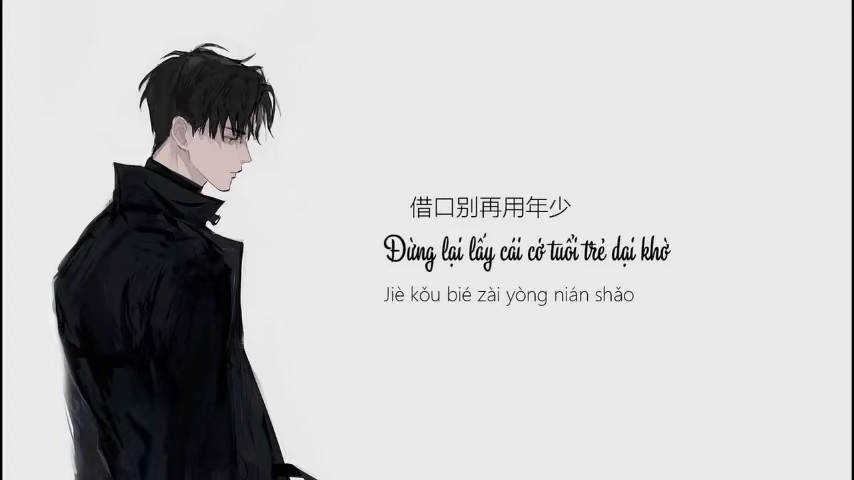 借口别再用年少
Đừng lại lấy cái cớ tuổi trẻ dại khờ
Jiè kǒu bié zài yòng nián shǎo